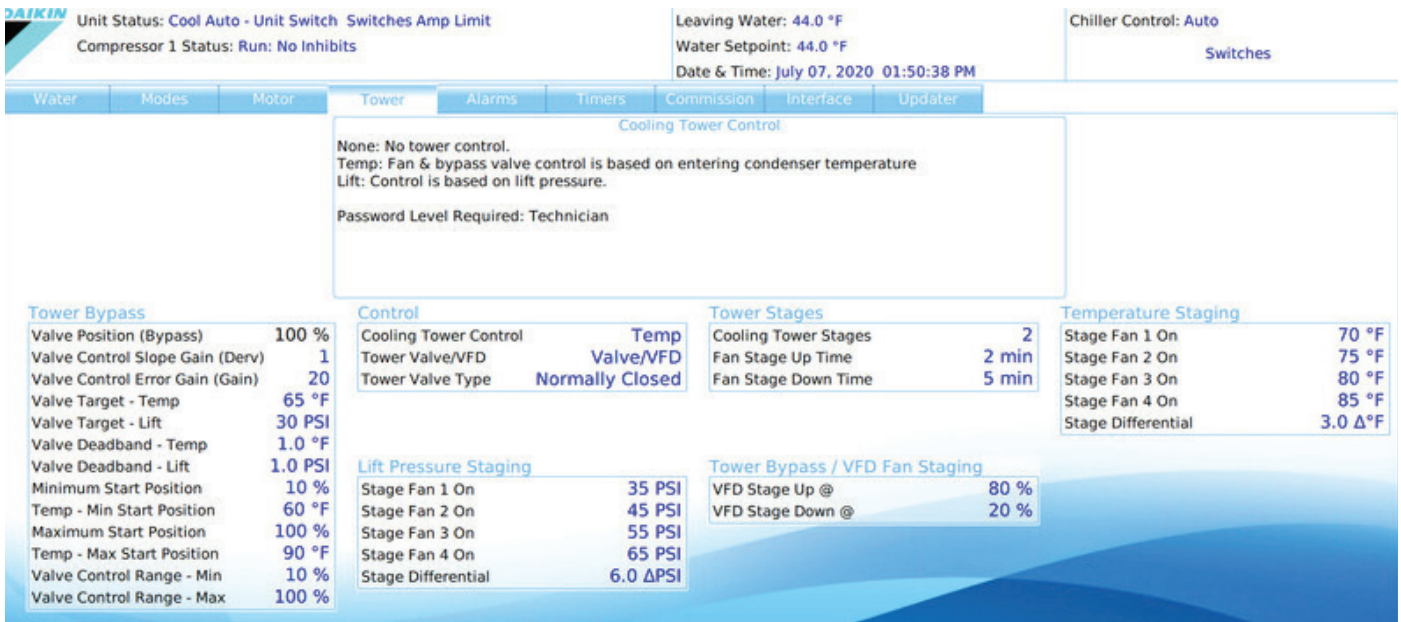 DAIKIN
Unit Status: Cool Auto - Unit Switch Switches Amp Limit
Compressor 1 Status: Run: No Inhibits
Leaving Water: 44.0 °F
Water Setpoint: 44.0 °F
Date & Time: July 07, 2020 01:50:38 PM
Chiller Control: Auto
Switches
Water Modes Motor Tower Alarms Timers Commission Interface Updater
Cooling Tower Control
None: No tower control.
Temp: Fan & bypass valve control is based on entering condenser temperature
Lift: Control is based on lift pressure.
Password Level Required: Technician
Tower Bypass
Valve Position (Bypass) 100 %
Valve Control Slope Gain (Derv) 1
Valve Control Error Gain (Gain) 20
Valve Target - Temp 65 °F
Valve Target - Lift 30 PSI
Valve Deadband - Temp 1.0 °F
Valve Deadband - Lift 1.0 PSI
Minimum Start Position 10 %
Temp - Min Start Position 60 °F
Maximum Start Position 100 %
Temp - Max Start Position 90 °F
Valve Control Range - Min 10 %
Valve Control Range - Max 100 %
Control
Cooling Tower Control Temp
Tower Valve/VFD Valve/VFD
Tower Valve Type Normally Closed
Lift Pressure Staging
Stage Fan 1 On 35 PSI
Stage Fan 2 On 45 PSI
Stage Fan 3 On 55 PSI
Stage Fan 4 On 65 PSI
Stage Differential 6.0 ΔPSI
Tower Stages
Cooling Tower Stages 2
Fan Stage Up Time 2 min
Fan Stage Down Time 5 min
Tower Bypass / VFD Fan Staging
VFD Stage Up @ 80 %
VFD Stage Down @ 20 %
Temperature Staging
Stage Fan 1 On 70 °F
Stage Fan 2 On 75 °F
Stage Fan 3 On 80 °F
Stage Fan 4 On 85 °F
Stage Differential 3.0 Δ°F